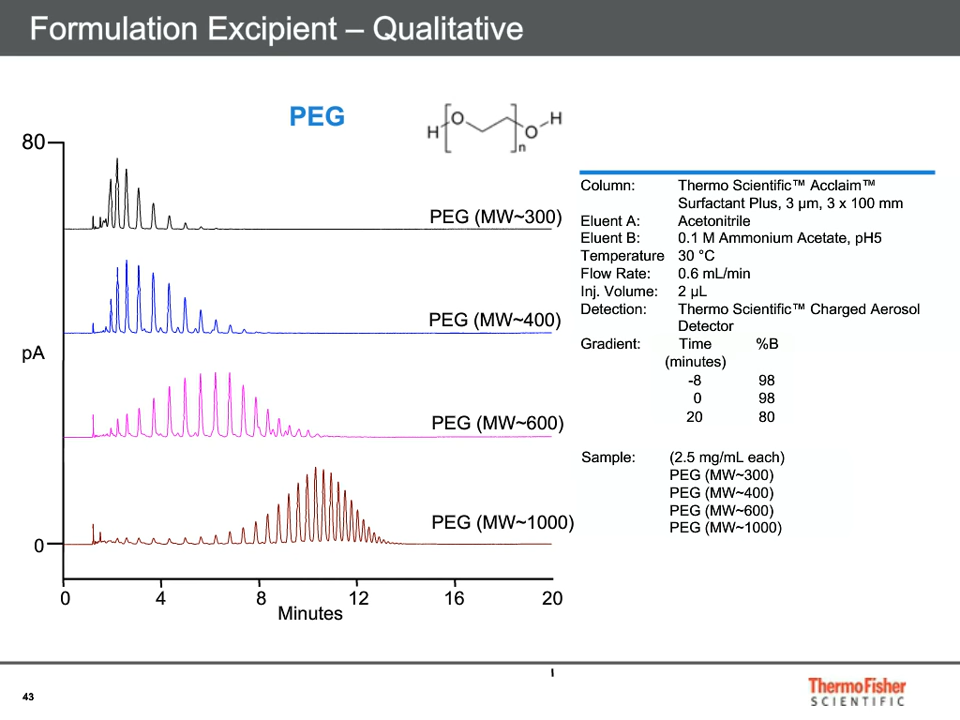 Formulation Excipient – Qualitative
PEG
H
O
n
O
H
80
pA
0
PEG (MW~300)
PEG (MW~400)
PEG (MW~600)
PEG (MW~1000)
0 4 8 12 16 20
Minutes
Column: Thermo Scientific™ Acclaim™
Surfactant Plus, 3 µm, 3 x 100 mm
Eluent A: Acetonitrile
Eluent B: 0.1 M Ammonium Acetate, pH5
Temperature 30 °C
Flow Rate: 0.6 mL/min
Inj. Volume: 2 µL
Detection: Thermo Scientific™ Charged Aerosol
Detector
Gradient: Time %B
(minutes)
-8 98
0 98
20 80
Sample: (2.5 mg/mL each)
PEG (MW~300)
PEG (MW~400)
PEG (MW~600)
PEG (MW~1000)
43
ThermoFisher
SCIENTIFIC